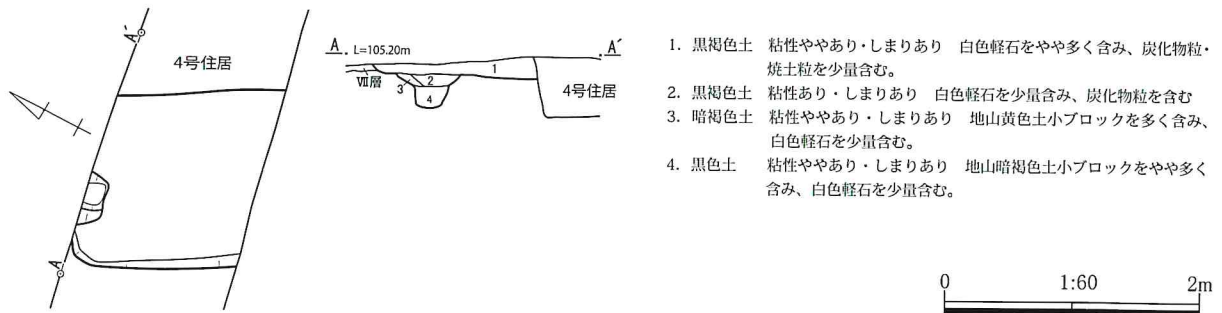 A´
4号住居
A
A L=105.20m A´
Ⅶ層
1
2
3
4
4号住居
1. 黒褐色土 粘性ややあり・しまりあり 白色軽石をやや多く含み、炭化物粒・
焼土粒を少量含む。
2. 黒褐色土 粘性あり・しまりあり 白色軽石を少量含み、炭化物粒を含む
3. 暗褐色土 粘性ややあり・しまりあり 地山黄色土小ブロックを多く含み、
白色軽石を少量含む。
4. 黒色土 粘性ややあり・しまりあり 地山暗褐色土小ブロックをやや多く
含み、白色軽石を少量含む。
0 1:60 2m